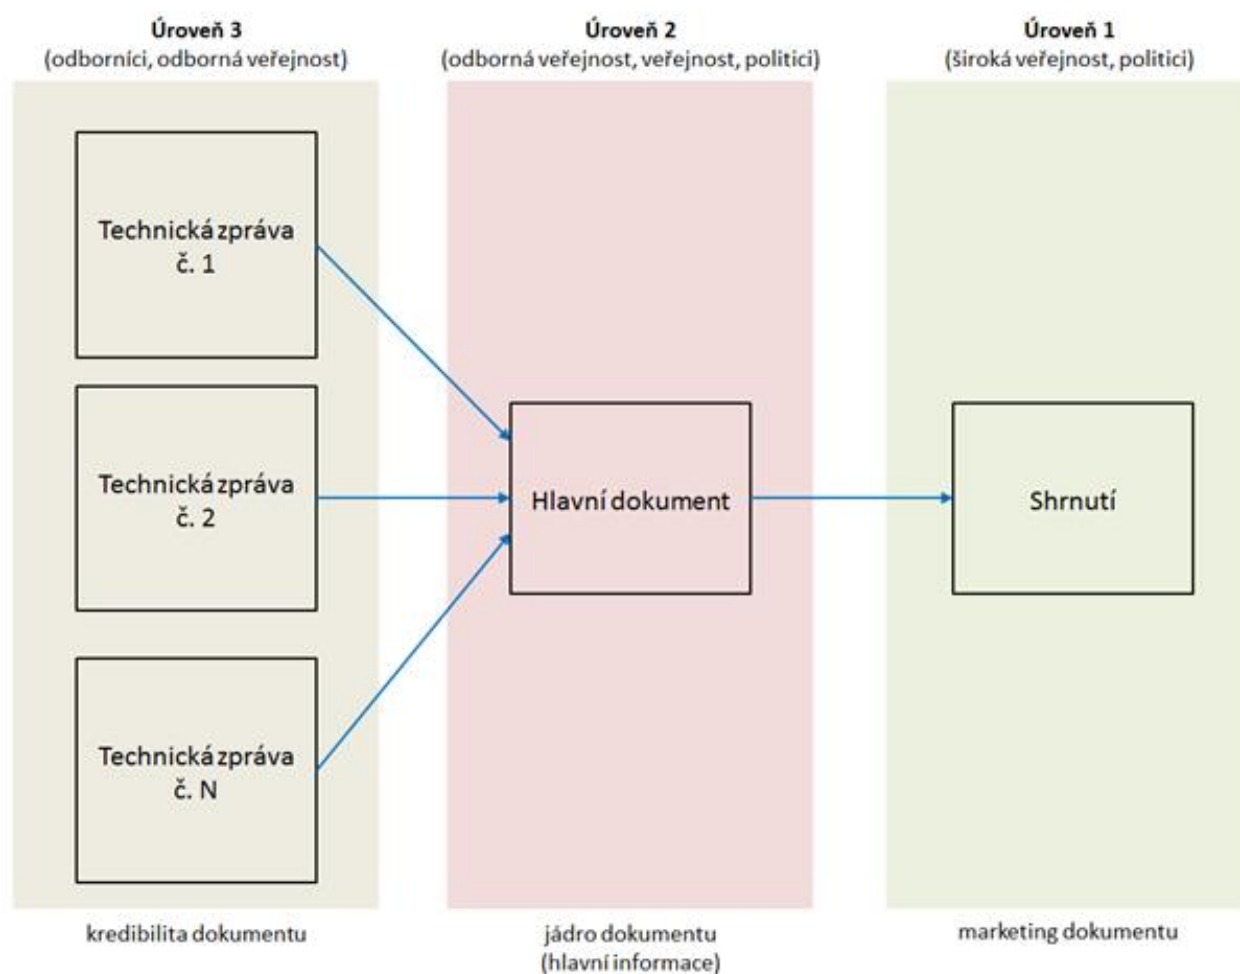 Úroveň 3
(odborníci, odborná veřejnost)
Technická zpráva
č. 1
Technická zpráva
č. 2
Technická zpráva
č. N
kredibilita dokumentu
Úroveň 2
(odborná veřejnost, veřejnost, politici)
Hlavní dokument
jádro dokumentu
(hlavní informace)
Úroveň 1
(široká veřejnost, politici)
Shrnutí
marketing dokumentu